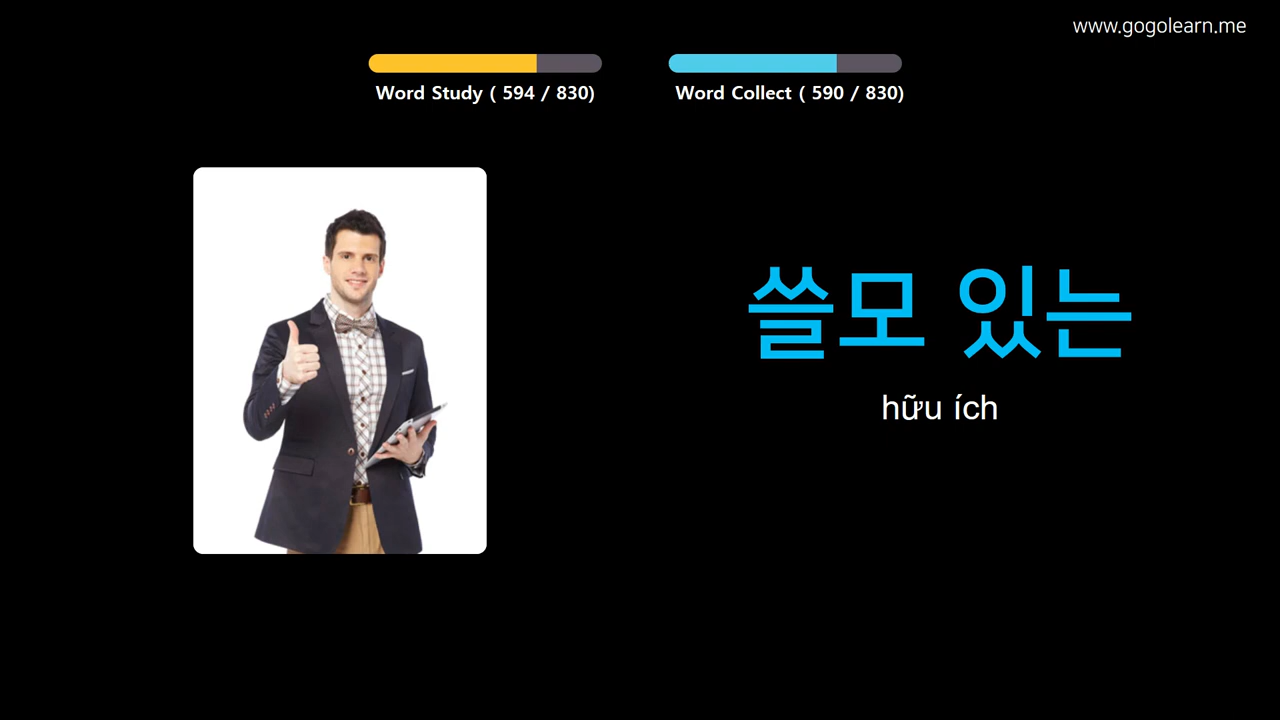 www.gogolearn.me
Word Study ( 594 / 830)
Word Collect ( 590 / 830)
쓸모 있는
hữu ích